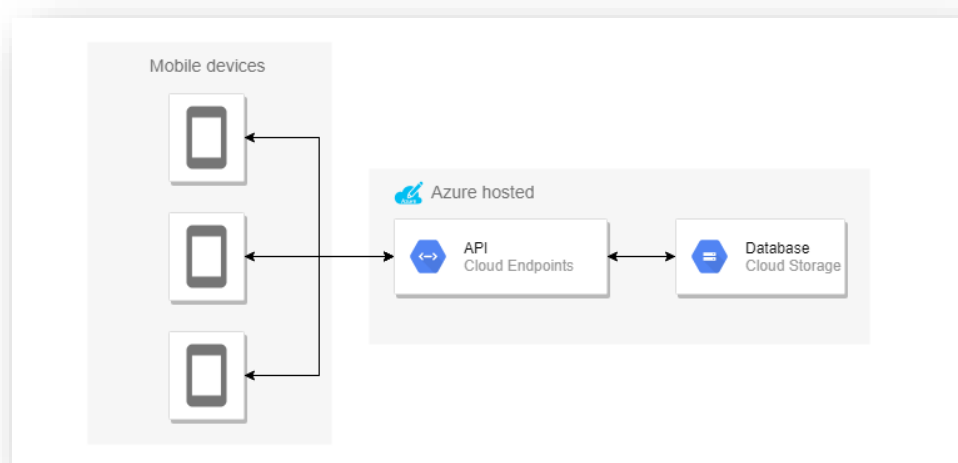 Mobile devices
Azure hosted
API
Cloud Endpoints
Database
Cloud Storage